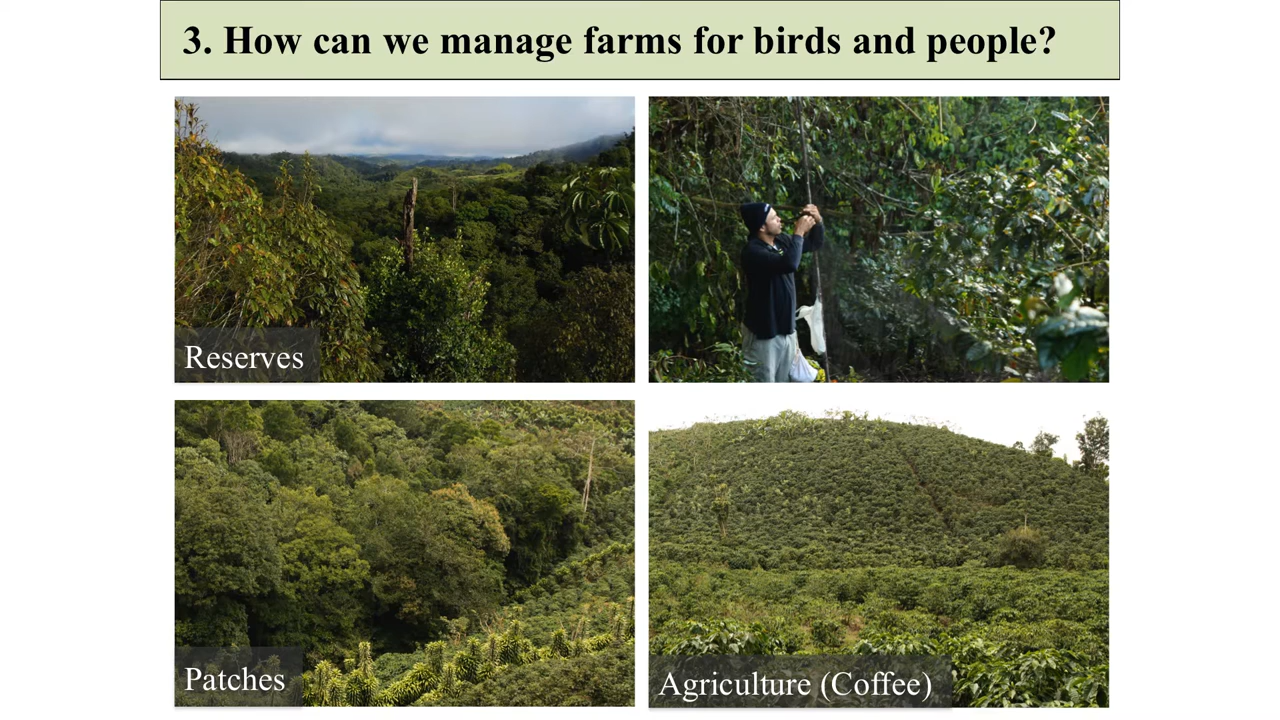 3. How can we manage farms for birds and people?
Reserves
Patches
Agriculture (Coffee)